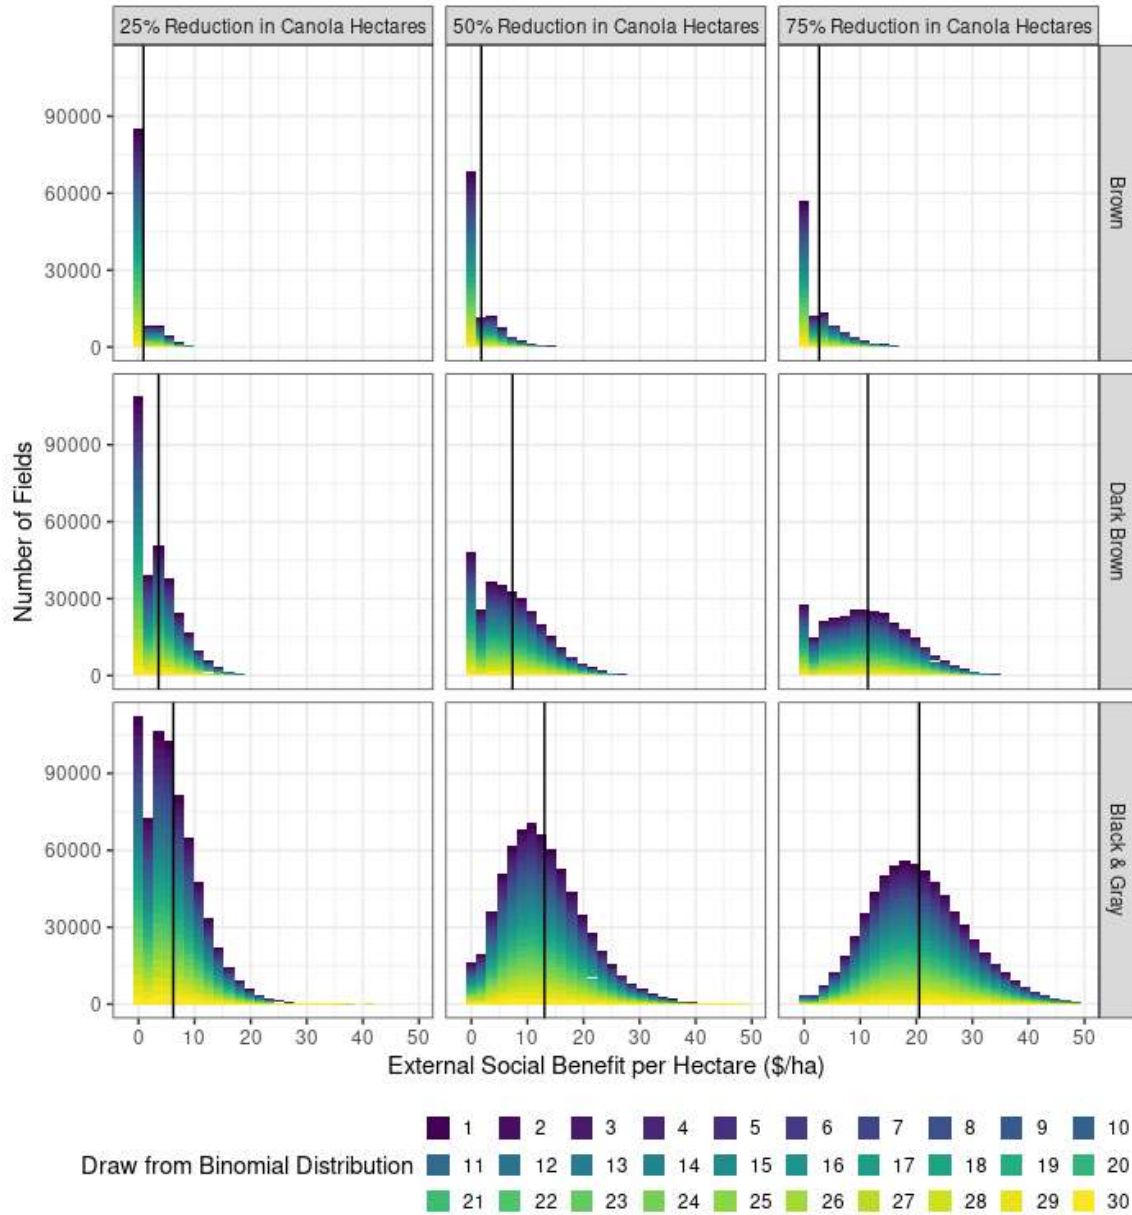 25% Reduction in Canola Hectares 50% Reduction in Canola Hectares 75% Reduction in Canola Hectares
90000
60000
30000
0
Brown
90000
60000
30000
0
Dark Brown
90000
60000
30000
0
Black & Gray
Number of Fields
0 10 20 30 40 50 0 10 20 30 40 50 0 10 20 30 40 50
External Social Benefit per Hectare ($/ha)
Draw from Binomial Distribution
1 2 3 4 5 6 7 8 9 10
11 12 13 14 15 16 17 18 19 20
21 22 23 24 25 26 27 28 29 30